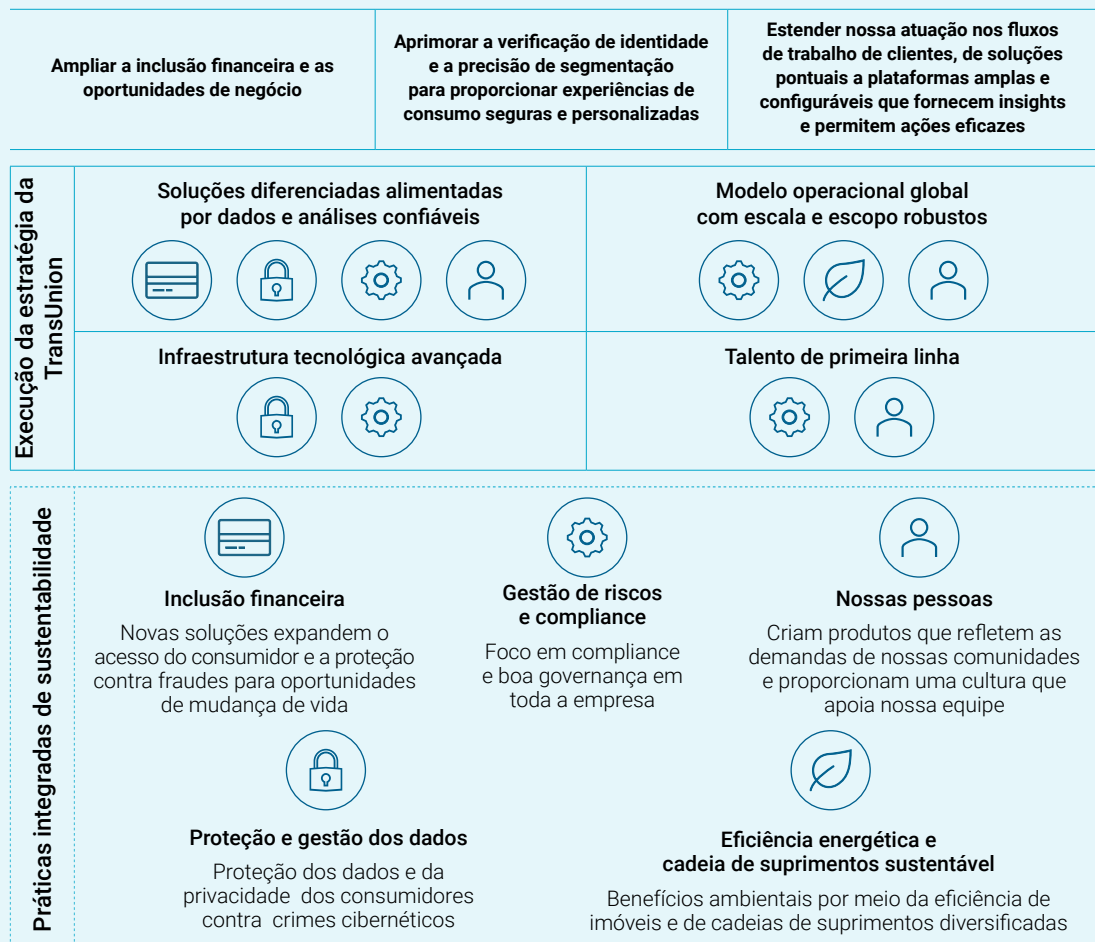 Ampliar a inclusão financeira e as
oportunidades de negócio
Aprimorar a verificação de identidade
e a precisão de segmentação
para proporcionar experiências de
consumo seguras e personalizadas
Estender nossa atuação nos fluxos
de trabalho de clientes, de soluções
pontuais a plataformas amplas e
configuráveis que fornecem insights
e permitem ações eficazes
Execução da estratégia da
TransUnion
Soluções diferenciadas alimentadas
por dados e análises confiáveis
Modelo operacional global
com escala e escopo robustos
Infraestrutura tecnológica avançada
Talento de primeira linha
Práticas integradas de sustentabilidade
Inclusão financeira
Novas soluções expandem o
acesso do consumidor e a proteção
contra fraudes para oportunidades
de mudança de vida
Gestão de riscos
e compliance
Foco em compliance
e boa governança em
toda a empresa
Nossas pessoas
Criam produtos que refletem as
demandas de nossas comunidades
e proporcionam uma cultura que
apoia nossa equipe
Proteção e gestão dos dados
Proteção dos dados e da
privacidade dos consumidores
contra crimes cibernéticos
Eficiência energética e
cadeia de suprimentos sustentável
Benefícios ambientais por meio da eficiência de
imóveis e de cadeias de suprimentos diversificadas